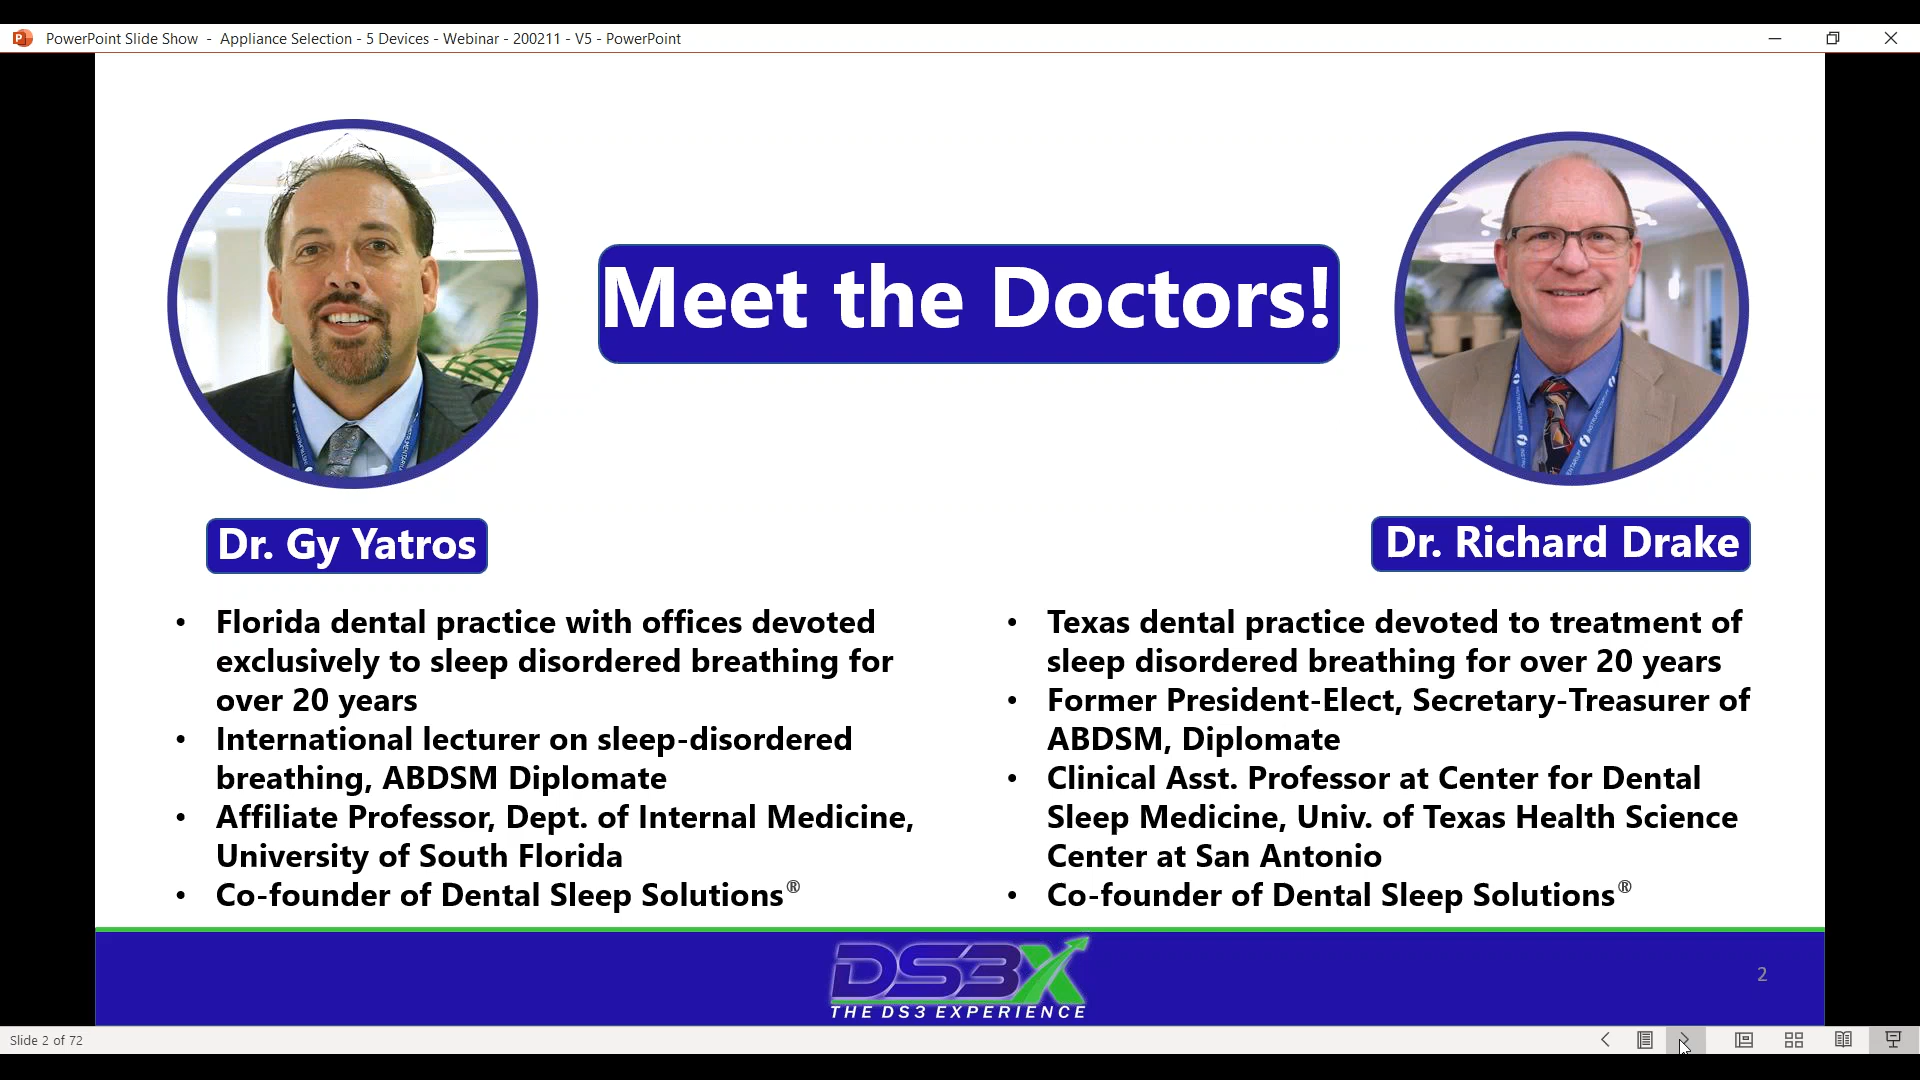 PowerPoint Slide Show - Appliance Selection - 5 Devices - Webinar - 200211 - V5 - PowerPoint
Meet the Doctors!
Dr. Gy Yatros
• Florida dental practice with offices devoted
exclusively to sleep disordered breathing for
over 20 years
• International lecturer on sleep-disordered
breathing, ABDSM Diplomate
• Affiliate Professor, Dept. of Internal Medicine,
University of South Florida
• Co-founder of Dental Sleep Solutions®
Dr. Richard Drake
• Texas dental practice devoted to treatment of
sleep disordered breathing for over 20 years
• Former President-Elect, Secretary-Treasurer of
ABDSM, Diplomate
• Clinical Asst. Professor at Center for Dental
Sleep Medicine, Univ. of Texas Health Science
Center at San Antonio
• Co-founder of Dental Sleep Solutions®
DS3X
THE DS3 EXPERIENCE
2
Slide 2 of 72